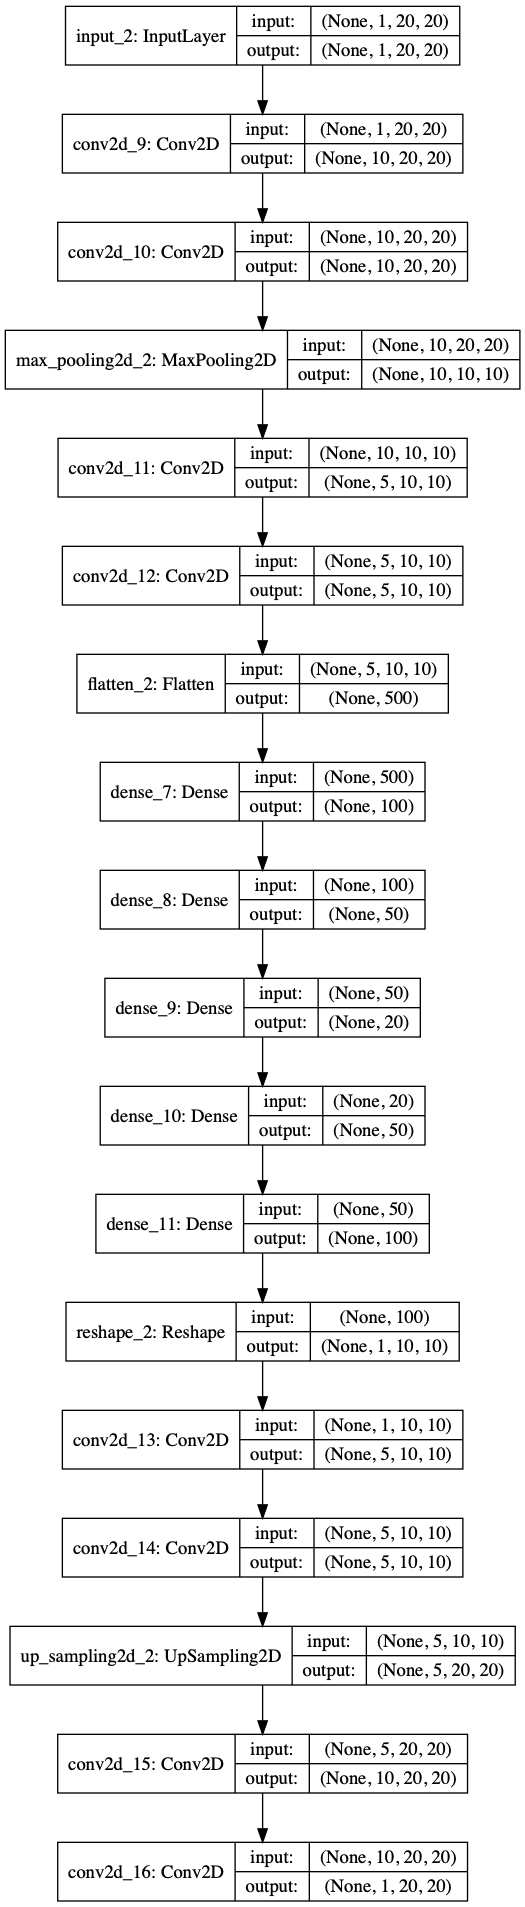 input_2: InputLayer
input: (None, 1, 20, 20)
output: (None, 1, 20, 20)
conv2d_9: Conv2D
input: (None, 1, 20, 20)
output: (None, 10, 20, 20)
conv2d_10: Conv2D
input: (None, 10, 20, 20)
output: (None, 10, 20, 20)
max_pooling2d_2: MaxPooling2D
input: (None, 10, 20, 20)
output: (None, 10, 10, 10)
conv2d_11: Conv2D
input: (None, 10, 10, 10)
output: (None, 5, 10, 10)
conv2d_12: Conv2D
input: (None, 5, 10, 10)
output: (None, 5, 10, 10)
flatten_2: Flatten
input: (None, 5, 10, 10)
output: (None, 500)
dense_7: Dense
input: (None, 500)
output: (None, 100)
dense_8: Dense
input: (None, 100)
output: (None, 50)
dense_9: Dense
input: (None, 50)
output: (None, 20)
dense_10: Dense
input: (None, 20)
output: (None, 50)
dense_11: Dense
input: (None, 50)
output: (None, 100)
reshape_2: Reshape
input: (None, 100)
output: (None, 1, 10, 10)
conv2d_13: Conv2D
input: (None, 1, 10, 10)
output: (None, 5, 10, 10)
conv2d_14: Conv2D
input: (None, 5, 10, 10)
output: (None, 5, 10, 10)
up_sampling2d_2: UpSampling2D
input: (None, 5, 10, 10)
output: (None, 5, 20, 20)
conv2d_15: Conv2D
input: (None, 5, 20, 20)
output: (None, 10, 20, 20)
conv2d_16: Conv2D
input: (None, 10, 20, 20)
output: (None, 1, 20, 20)